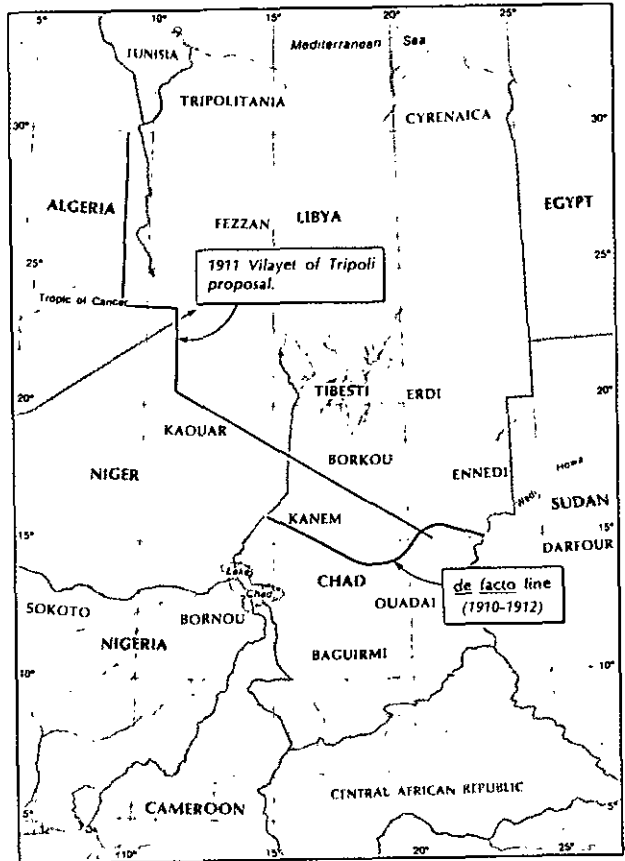 5° 10° 15° 20° 25°
Mediterranean Sea
TUNISIA
TRIPOLITANIA
CYRENAICA
30° 30°
ALGERIA
EGYPT
FEZZAN LIBYA
25° 25°
1911 Vilayet of Tripoli
proposal.
Tropic of Cancer
20° 20°
TIBESTI ERDI
KAOUAR
BORKOU
NIGER
ENNEDI
Howa
Wadi
SUDAN
KANEM
15° 15°
DARFOUR
CHAD
Lake
Chad
de facto line
(1910-1912)
SOKOTO
OUADAI
BORNOU
NIGERIA
BAGUIRMI
10° 10°
CENTRAL AFRICAN REPUBLIC
CAMEROON
5° 5°
10° 15° 20° 25°